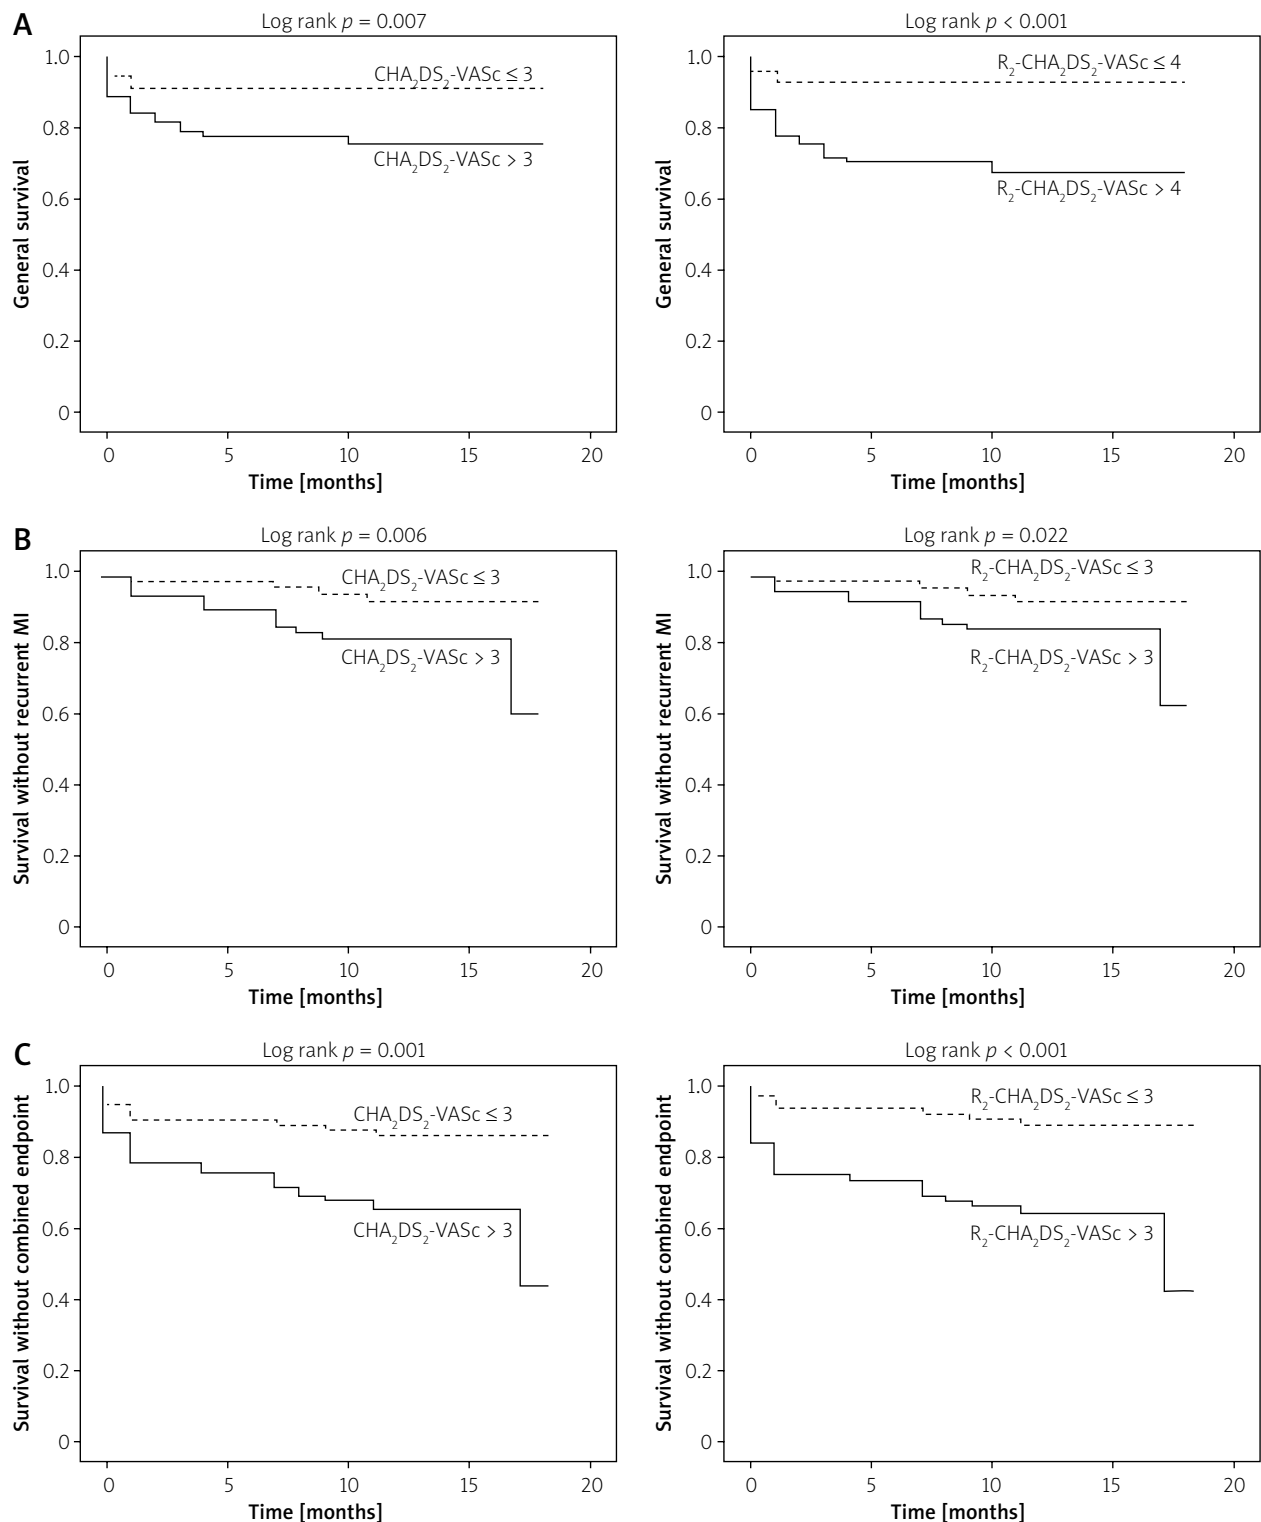 A
Log rank p = 0.007
General survival
1.0
0.8
0.6
0.4
0.2
0
CHA₂DS₂-VASc ≤ 3
CHA₂DS₂-VASc > 3
0 5 10 15 20
Time [months]
Log rank p < 0.001
General survival
1.0
0.8
0.6
0.4
0.2
0
R₂-CHA₂DS₂-VASc ≤ 4
R₂-CHA₂DS₂-VASc > 4
0 5 10 15 20
Time [months]
B
Log rank p = 0.006
Survival without recurrent MI
1.0
0.8
0.6
0.4
0.2
0
CHA₂DS₂-VASc ≤ 3
CHA₂DS₂-VASc > 3
0 5 10 15 20
Time [months]
Log rank p = 0.022
Survival without recurrent MI
1.0
0.8
0.6
0.4
0.2
0
R₂-CHA₂DS₂-VASc ≤ 3
R₂-CHA₂DS₂-VASc > 3
0 5 10 15 20
Time [months]
C
Log rank p = 0.001
Survival without combined endpoint
1.0
0.8
0.6
0.4
0.2
0
CHA₂DS₂-VASc ≤ 3
CHA₂DS₂-VASc > 3
0 5 10 15 20
Time [months]
Log rank p < 0.001
Survival without combined endpoint
1.0
0.8
0.6
0.4
0.2
0
R₂-CHA₂DS₂-VASc ≤ 3
R₂-CHA₂DS₂-VASc > 3
0 5 10 15 20
Time [months]